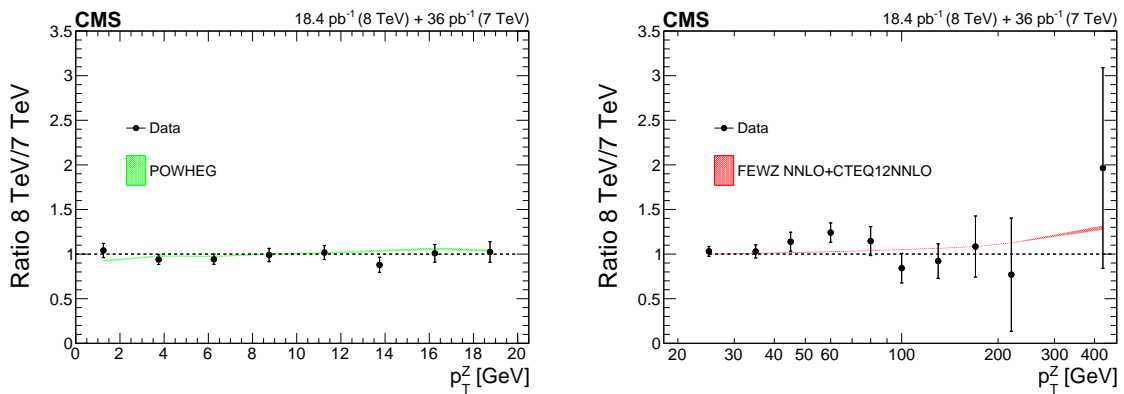 CMS 18.4 pb⁻¹ (8 TeV) + 36 pb⁻¹ (7 TeV)
Ratio 8 TeV/7 TeV
3.5
3
2.5
2
1.5
1
0.5
0
Data
POWHEG
0 2 4 6 8 10 12 14 16 18 20
p_T^Z [GeV]
CMS 18.4 pb⁻¹ (8 TeV) + 36 pb⁻¹ (7 TeV)
Ratio 8 TeV/7 TeV
3.5
3
2.5
2
1.5
1
0.5
0
Data
FEWZ NNLO+CTEQ12NNLO
20 30 40 50 60 100 200 300 400
p_T^Z [GeV]